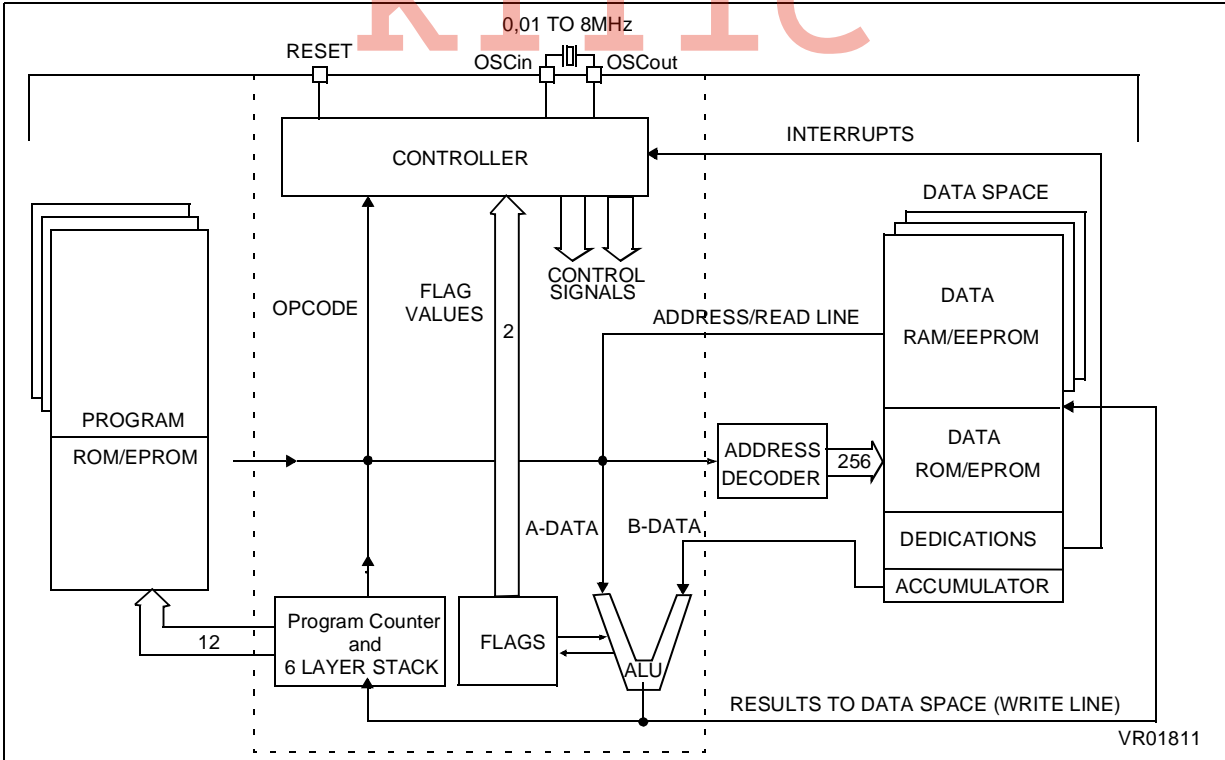 KITIC
0,01 TO 8MHz
RESET
OSCin
OSCout
INTERRUPTS
CONTROLLER
DATA SPACE
CONTROL
SIGNALS
OPCODE
FLAG
VALUES
2
ADDRESS/READ LINE
DATA
RAM/EEPROM
PROGRAM
ROM/EPROM
ADDRESS
DECODER
256
DATA
ROM/EPROM
A-DATA
B-DATA
DEDICATIONS
ACCUMULATOR
12
Program Counter
and
6 LAYER STACK
FLAGS
ALU
RESULTS TO DATA SPACE (WRITE LINE)
VR01811